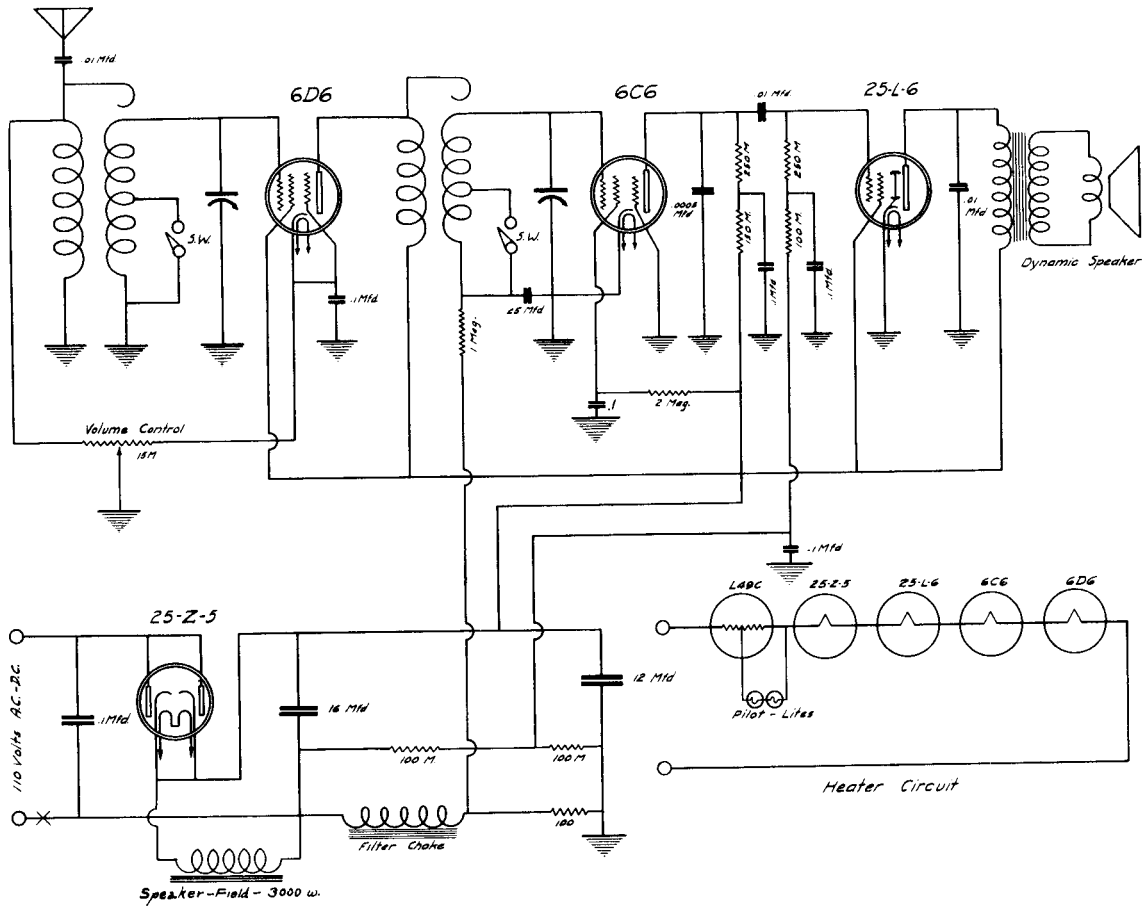 .01 Mfd
6D6
6C6
.01 Mfd.
25-L-6
250 M
250 M
.0005
Mfd
150 M.
100 M.
.01
Mfd
S.W.
S.W.
Dynamic Speaker
.1 Mfd.
.1 Mfd
.1 Mfd.
.25 Mfd
1 Meg.
.1
2 Meg.
Volume Control
15M
.1 Mfd
L49C
25-Z-5
25-L-6
6C6
6D6
25-Z-5
110 Volts A.C.-D.C.
.1Mfd
16 Mfd
12 Mfd
Pilot - Lites
100 M.
100 M.
Heater Circuit
100
Filter Choke
Speaker-Field - 3000 ω.